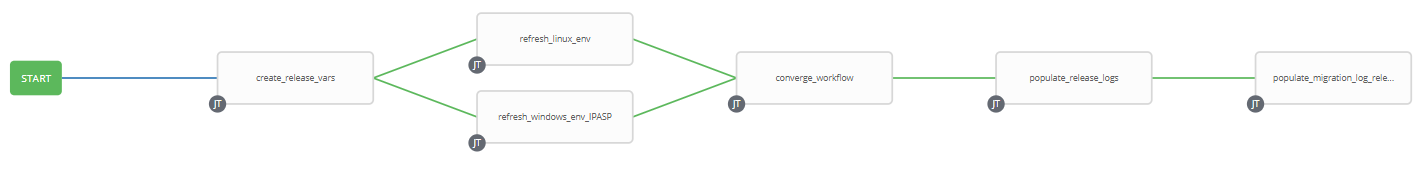 START
create_release_vars
JT
refresh_linux_env
JT
refresh_windows_env_IPASP
JT
converge_workflow
JT
populate_release_logs
JT
populate_migration_log_rele...
JT